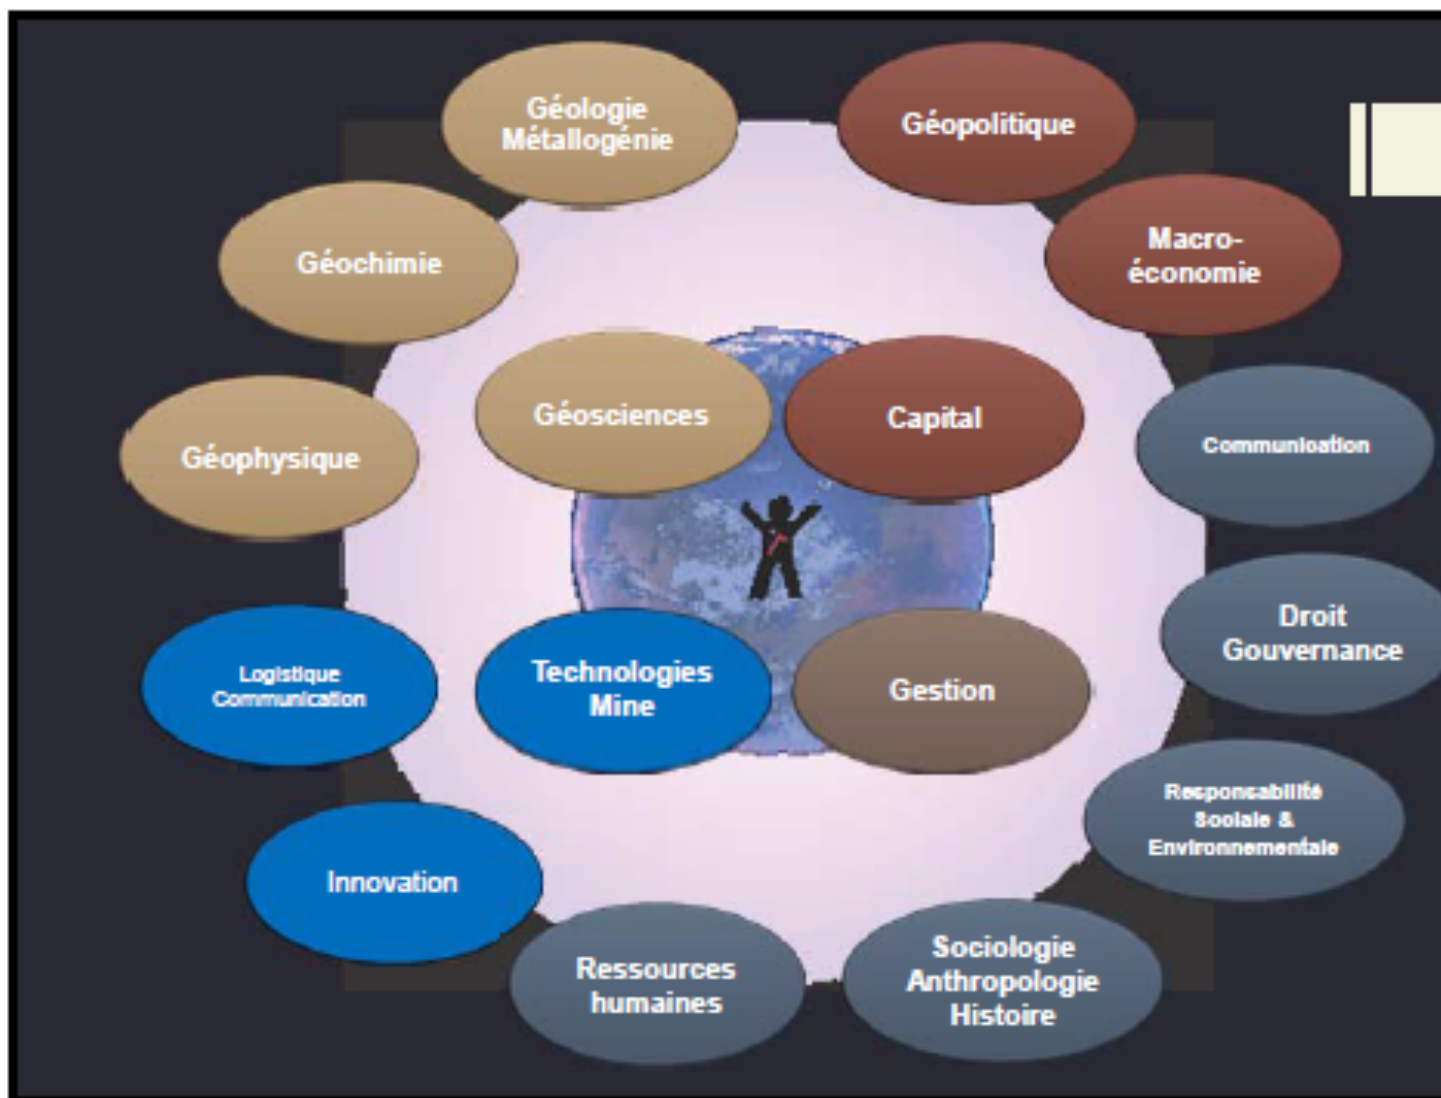 Géologie
Métallogénie
Géopolitique
Géochimie
Macro-
économie
Géosciences
Capital
Géophysique
Communication
Droit
Gouvernance
Logistique
Communication
Technologies
Mine
Gestion
Responsabilité
Sociale &
Environnementale
Innovation
Ressources
humaines
Sociologie
Anthropologie
Histoire